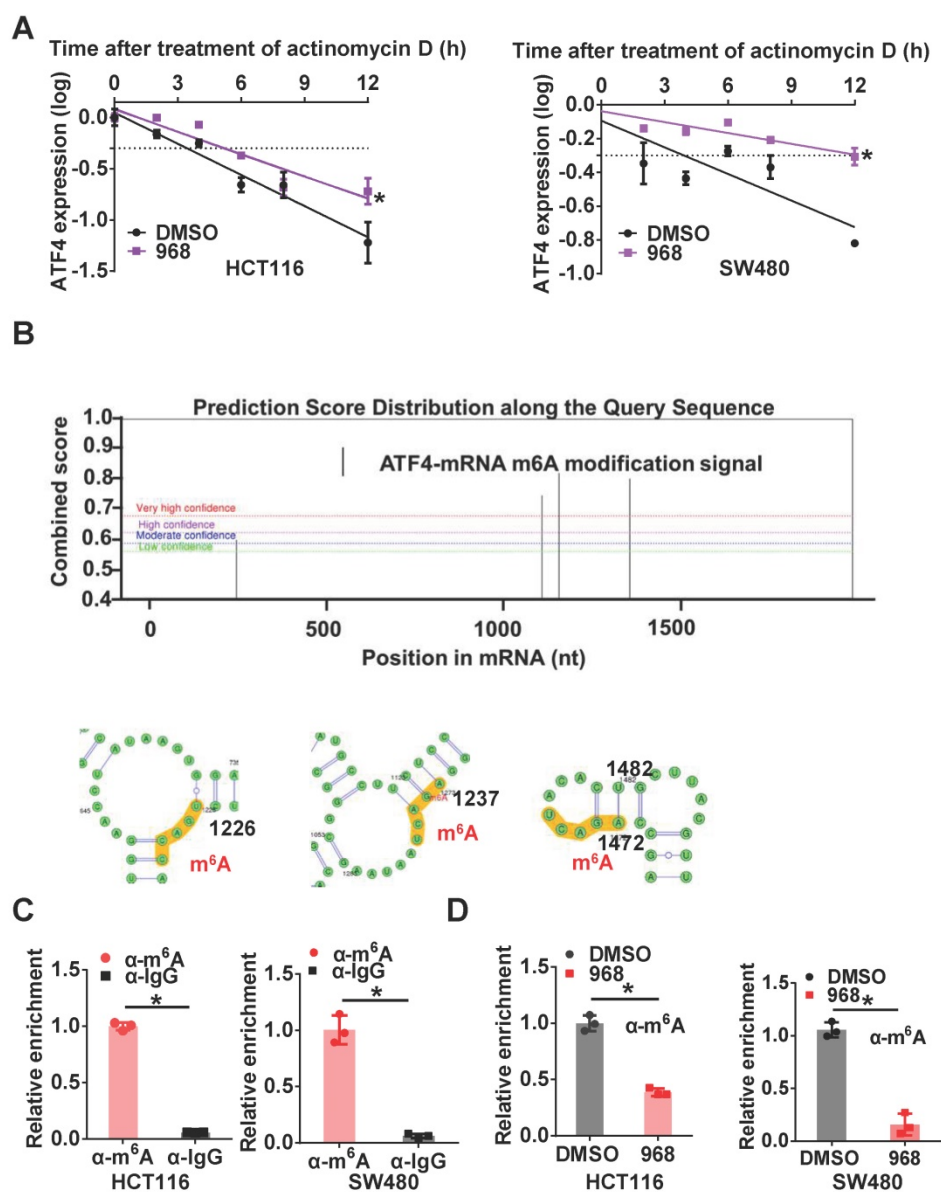 A
Time after treatment of actinomycin D (h)
0 3 6 9 12
0.0
-0.5
-1.0
-1.5
ATF4 expression (log)
*
DMSO
968
HCT116
Time after treatment of actinomycin D (h)
0 3 6 9 12
0.0
-0.2
-0.4
-0.6
-0.8
-1.0
ATF4 expression (log)
*
DMSO
968
SW480
B
Prediction Score Distribution along the Query Sequence
1.0
0.9
0.8
0.7
0.6
0.5
0.4
Combined score
ATF4-mRNA m6A modification signal
Very high confidence
High confidence
Moderate confidence
Low confidence
0 500 1000 1500
Position in mRNA (nt)
1226
m⁶A
m6A
1237
m⁶A
1482
1482
1472
m⁶A
C
α-m⁶A
α-IgG
*
1.5
1.0
0.5
0.0
Relative enrichment
α-m⁶A α-IgG
HCT116
α-m⁶A
α-IgG
*
1.5
1.0
0.5
0.0
Relative enrichment
α-m⁶A α-IgG
SW480
D
DMSO
968
*
α-m⁶A
1.5
1.0
0.5
0.0
Relative enrichment
DMSO 968
HCT116
DMSO
968
*
α-m⁶A
1.5
1.0
0.5
0.0
Relative enrichment
DMSO 968
SW480